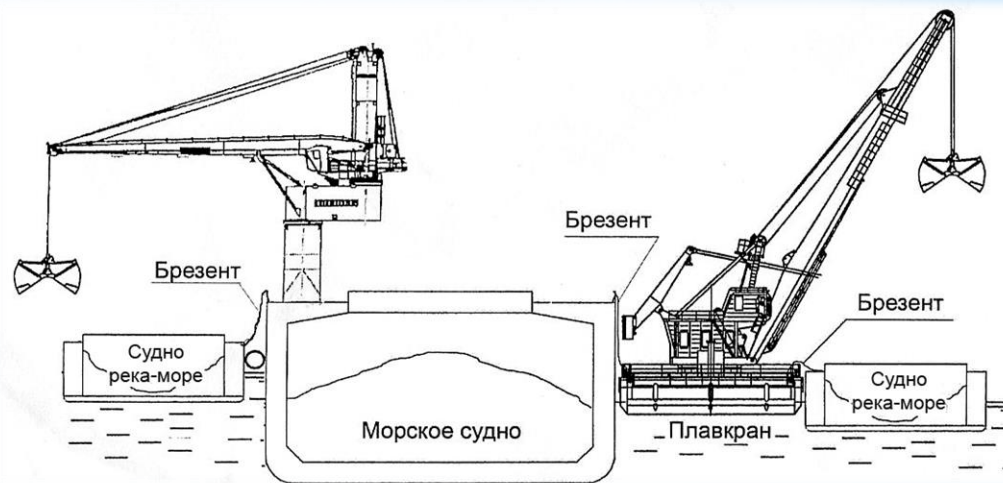 Брезент
Брезент
Брезент
Судно
река-море
Судно
река-море
Морское судно
Плавкран